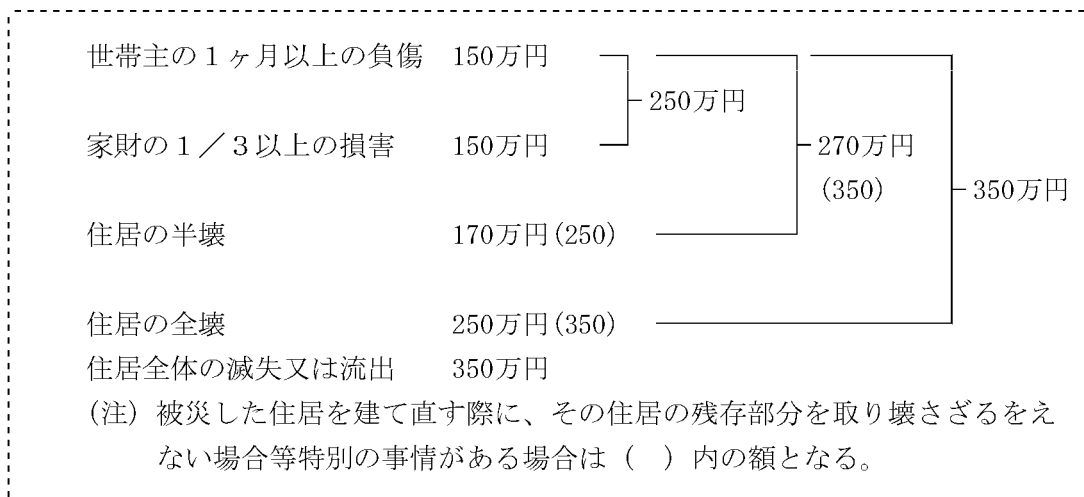 世帯主の1ヶ月以上の負傷 150万円
250万円
家財の1/3以上の損害 150万円
270万円
(350)
350万円
住居の半壊 170万円(250)
住居の全壊 250万円(350)
住居全体の滅失又は流出 350万円
(注) 被災した住居を建て直す際に、その住居の残存部分を取り壊さざるをえ
ない場合等特別の事情がある場合は( )内の額となる。